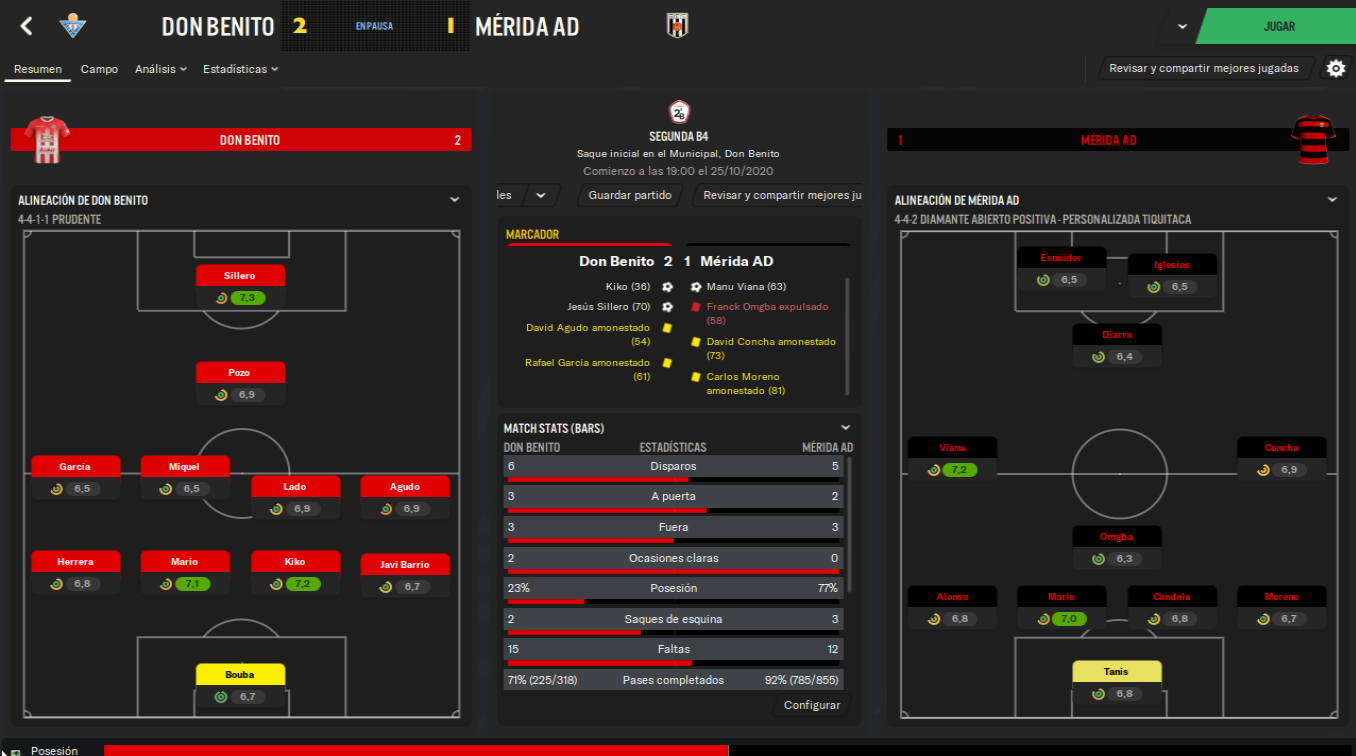 DON BENITO 2 EN PAUSA 1 MÉRIDA AD JUGAR
Resumen Campo Análisis Estadísticas Revisar y compartir mejores jugadas
DON BENITO 2
2ªB
SEGUNDA B4
Saque inicial en el Municipal, Don Benito
Comienzo a las 19:00 el 25/10/2020
les Guardar partido Revisar y compartir mejores ju
1 MÉRIDA AD
ALINEACIÓN DE DON BENITO
4-4-1-1 PRUDENTE
Sillero
7,3
Pozo
6,9
García Miquel Lado Agudo
6,5 6,5 6,9 6,9
Herrera Mario Kiko Javi Barrio
6,8 7,1 7,2 6,7
Bouba
6,7
MARCADOR
Don Benito 2 1 Mérida AD
Kiko (36) Manu Viana (63)
Jesús Sillero (70) Franck Omgba expulsado
(58)
David Agudo amonestado
(54)
David Concha amonestado
(73)
Rafael García amonestado
(61)
Carlos Moreno
amonestado (81)
MATCH STATS (BARS)
DON BENITO ESTADÍSTICAS MÉRIDA AD
6 Disparos 5
3 A puerta 2
3 Fuera 3
2 Ocasiones claras 0
23% Posesión 77%
2 Saques de esquina 3
15 Faltas 12
71% (225/318) Pases completados 92% (785/855)
Configurar
ALINEACIÓN DE MÉRIDA AD
4-4-2 DIAMANTE ABIERTO POSITIVA - PERSONALIZADA TIQUITACA
Esnáider Iglesias
6,5 6,5
Diarra
6,4
Viana Concha
7,2 6,9
Omgba
6,3
Alonso Mario Candela Moreno
6,8 7,0 6,8 6,7
Tanis
6,8
Posesión